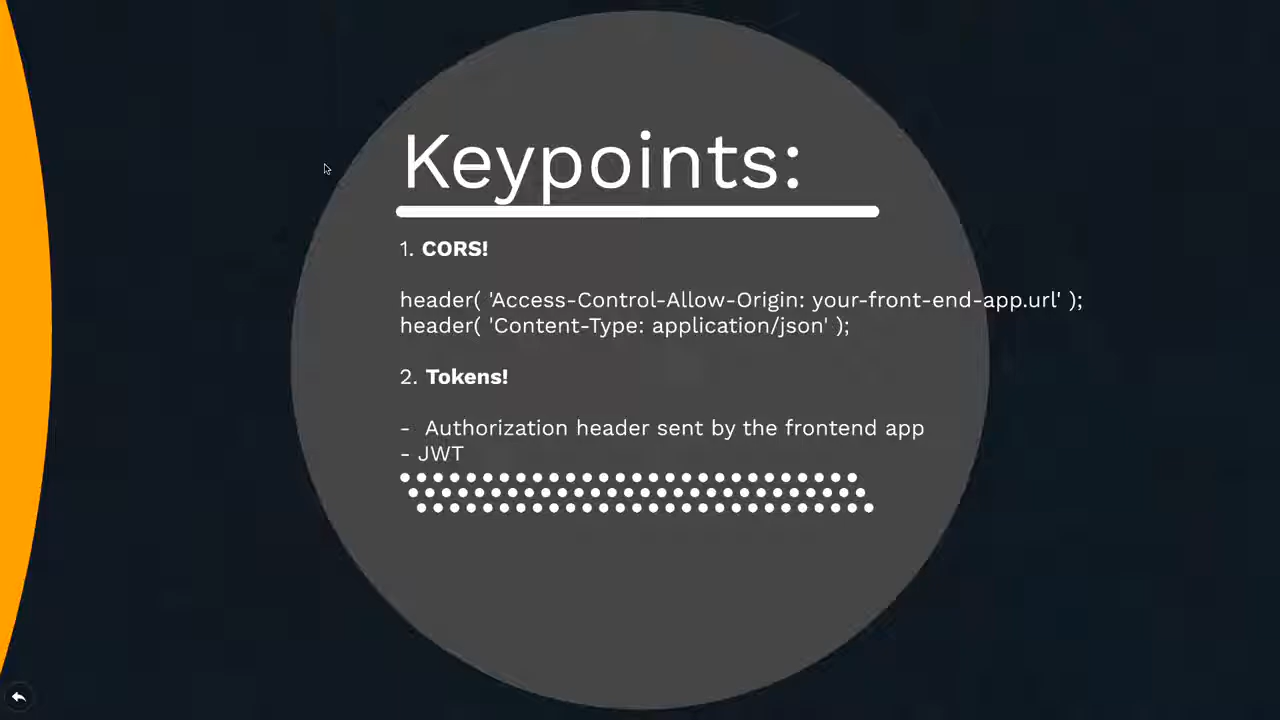 Keypoints:
1. CORS!
header( 'Access-Control-Allow-Origin: your-front-end-app.url' );
header( 'Content-Type: application/json' );
2. Tokens!
- Authorization header sent by the frontend app
- JWT